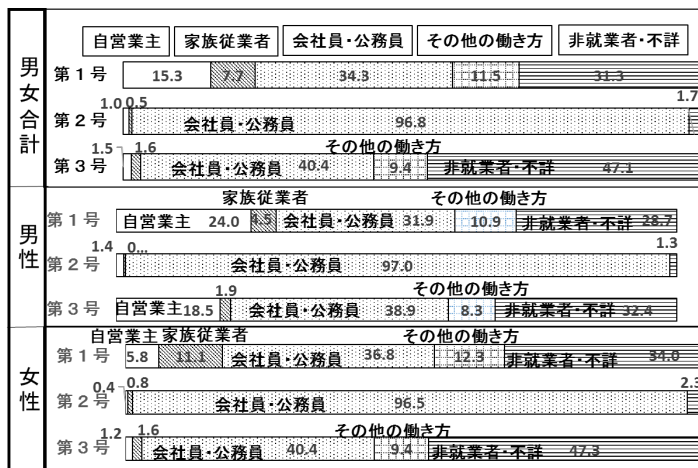 自営業主 家族従業者 会社員・公務員 その他の働き方 非就業者・不詳
男女合計
第1号 15.3 7.7 34.3 11.5 31.3
1.0 0.5 1.7
第2号 会社員・公務員 96.8
1.5 1.6 その他の働き方
第3号 会社員・公務員 40.4 9.4 非就業者・不詳 47.1
男性
家族従業者 その他の働き方
第1号 自営業主 24.0 4.5 会社員・公務員 31.9 10.9 非就業者・不詳 28.7
1.4 0... 1.3
第2号 会社員・公務員 97.0
1.9 その他の働き方
第3号 自営業主 18.5 会社員・公務員 38.9 8.3 非就業者・不詳 32.4
女性
自営業主 家族従業者 その他の働き方
第1号 5.8 11.1 会社員・公務員 36.8 12.3 非就業者・不詳 34.0
0.4 0.8 2.3
第2号 会社員・公務員 96.5
1.2 1.6 その他の働き方
第3号 会社員・公務員 40.4 9.4 非就業者・不詳 47.3